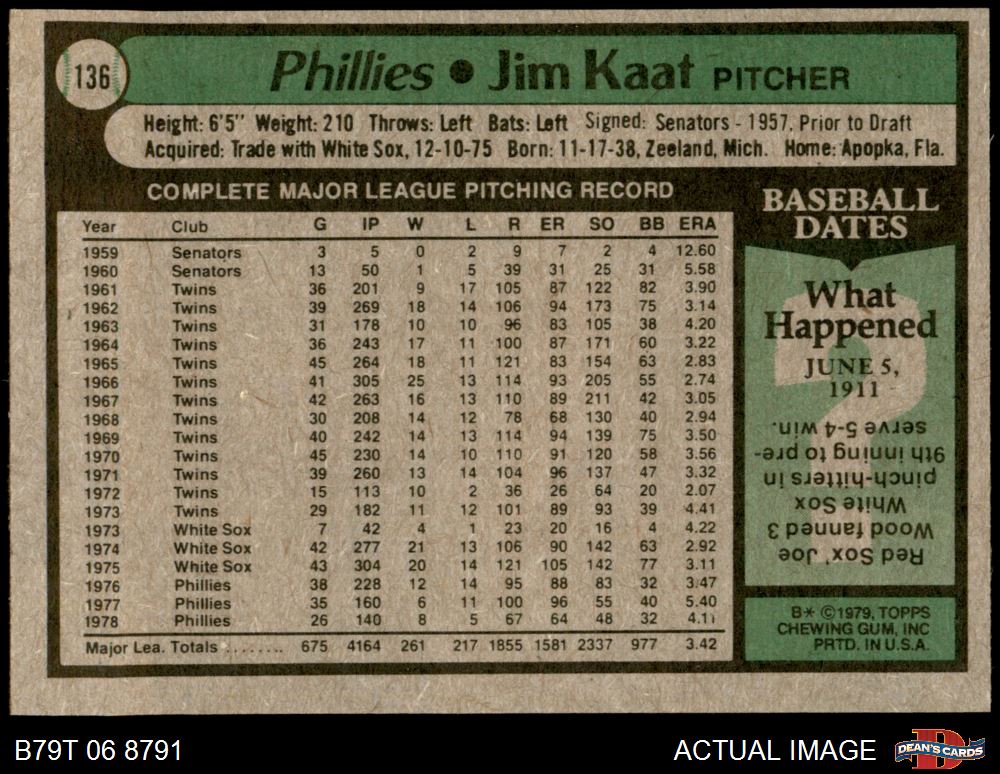 136
Phillies • Jim Kaat PITCHER
Height: 6'5" Weight: 210 Throws: Left Bats: Left Signed: Senators - 1957, Prior to Draft
Acquired: Trade with White Sox, 12-10-75 Born: 11-17-38, Zeeland, Mich. Home: Apopka, Fla.
COMPLETE MAJOR LEAGUE PITCHING RECORD
Year Club G IP W L R ER SO BB ERA
1959 Senators 3 5 0 2 9 7 2 4 12.60
1960 Senators 13 50 1 5 39 31 25 31 5.58
1961 Twins 36 201 9 17 105 87 122 82 3.90
1962 Twins 39 269 18 14 106 94 173 75 3.14
1963 Twins 31 178 10 10 96 83 105 38 4.20
1964 Twins 36 243 17 11 100 87 171 60 3.22
1965 Twins 45 264 18 11 121 83 154 63 2.83
1966 Twins 41 305 25 13 114 93 205 55 2.74
1967 Twins 42 263 16 13 110 89 211 42 3.05
1968 Twins 30 208 14 12 78 68 130 40 2.94
1969 Twins 40 242 14 13 114 94 139 75 3.50
1970 Twins 45 230 14 10 110 91 120 58 3.56
1971 Twins 39 260 13 14 104 96 137 47 3.32
1972 Twins 15 113 10 2 36 26 64 20 2.07
1973 Twins 29 182 11 12 101 89 93 39 4.41
1973 White Sox 7 42 4 1 23 20 16 4 4.22
1974 White Sox 42 277 21 13 106 90 142 63 2.92
1975 White Sox 43 304 20 14 121 105 142 77 3.11
1976 Phillies 38 228 12 14 95 88 83 32 3.47
1977 Phillies 35 160 6 11 100 96 55 40 5.40
1978 Phillies 26 140 8 5 67 64 48 32 4.11
Major Lea. Totals ........ 675 4164 261 217 1855 1581 2337 977 3.42
BASEBALL
DATES
What
Happened
JUNE 5,
1911
Red Sox' Joe
Wood fanned 3
White Sox
pinch-hitters in
9th inning to pre-
serve 5-4 win.
B* ©1979, TOPPS
CHEWING GUM, INC
PRTD. IN U.S.A.
B79T 06 8791
ACTUAL IMAGE
DEAN'S CARDS